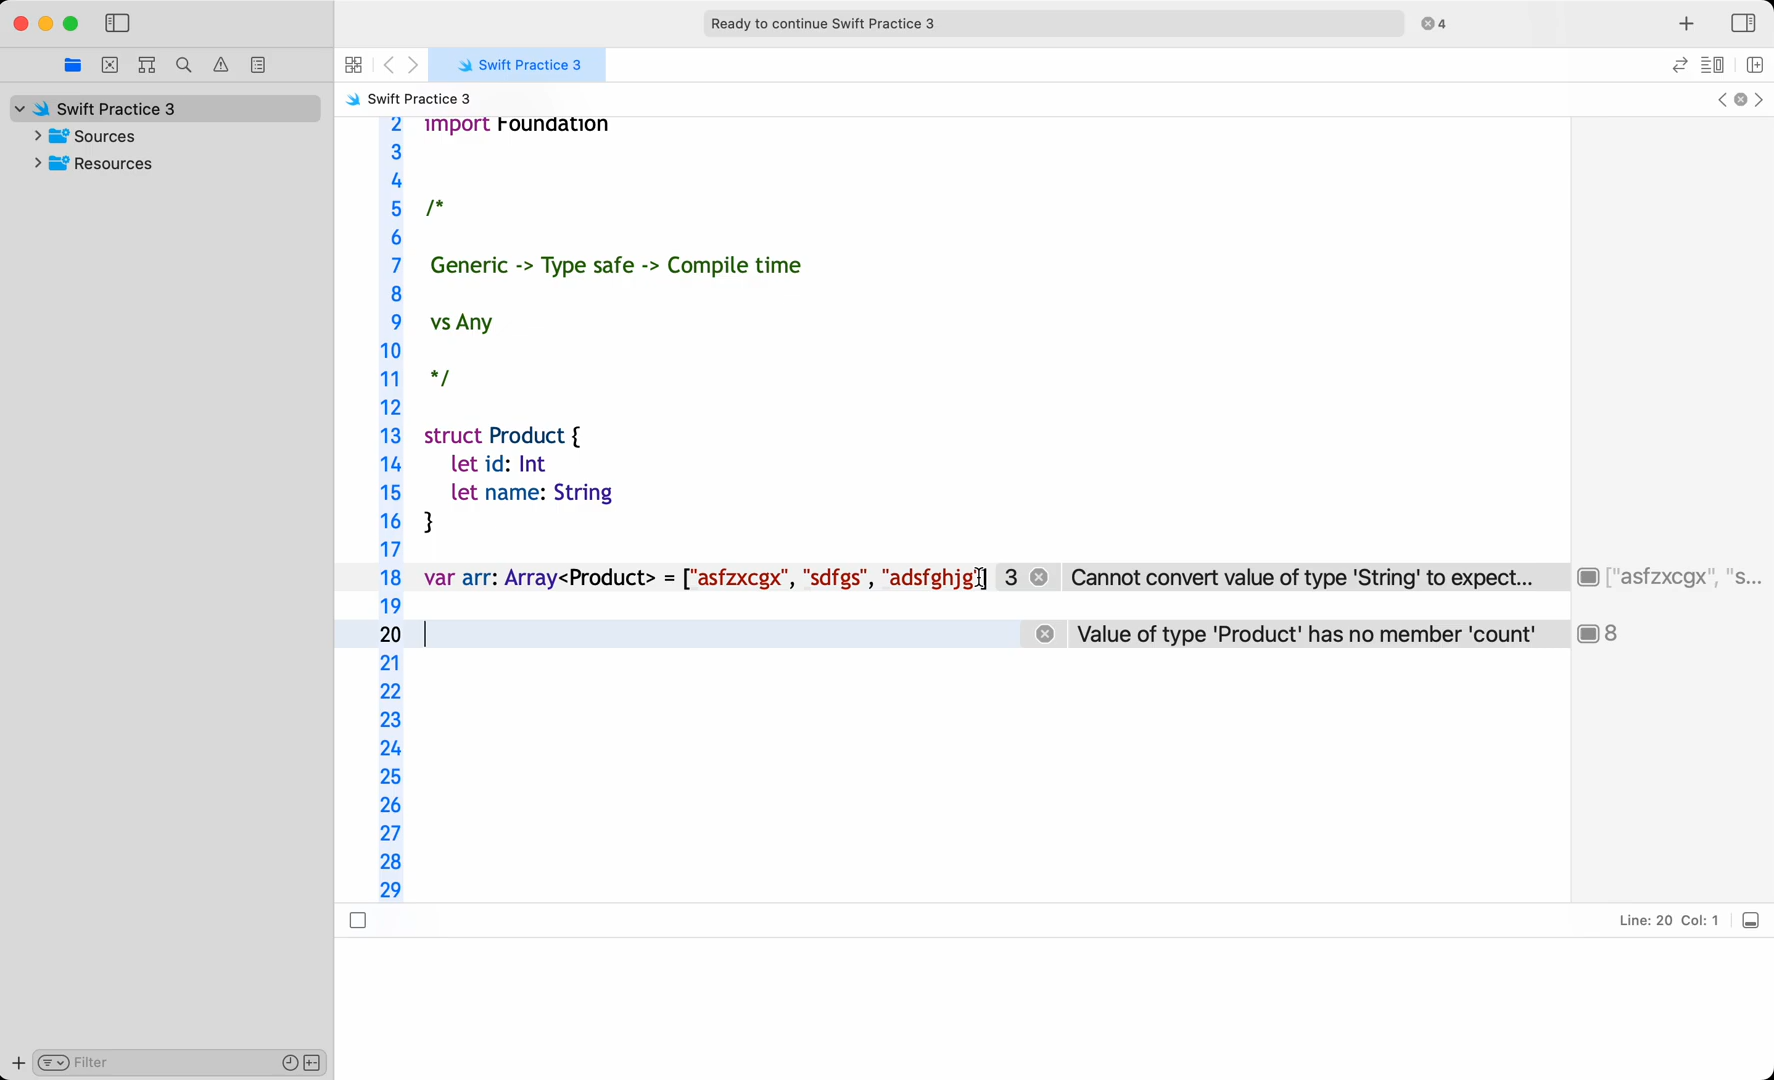 Ready to continue Swift Practice 3
4
Swift Practice 3
Swift Practice 3
Sources
Resources
Swift Practice 3
2 import Foundation
3
4
5 /*
6
7 Generic -> Type safe -> Compile time
8
9 vs Any
10
11 */
12
13 struct Product {
14 let id: Int
15 let name: String
16 }
17
18 var arr: Array<Product> = ["asfzxcgx", "sdfgs", "adsfghjg"] 3 Cannot convert value of type 'String' to expect... ["asfzxcgx", "s...
19
20 Value of type 'Product' has no member 'count' 8
21
22
23
24
25
26
27
28
29
Line: 20 Col: 1
Filter